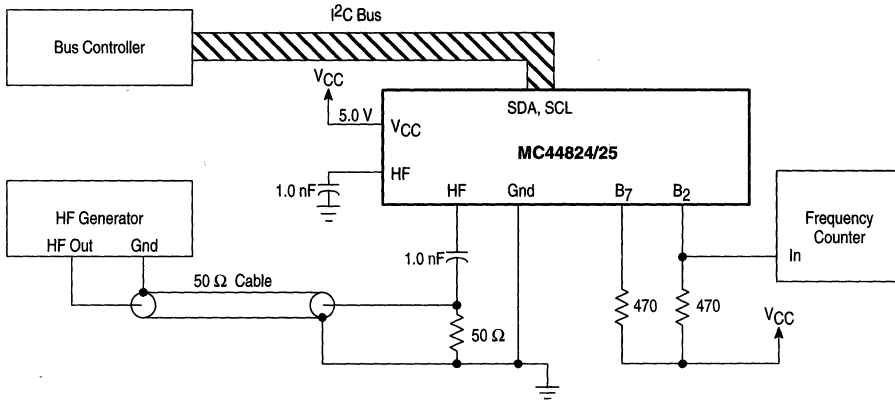 I²C Bus
Bus Controller
VCC
5.0 V
VCC
SDA, SCL
MC44824/25
HF
1.0 nF
HF Gnd B7 B2
HF Generator
HF Out Gnd
Frequency
Counter
In
1.0 nF
50 Ω Cable
50 Ω
470
470
VCC